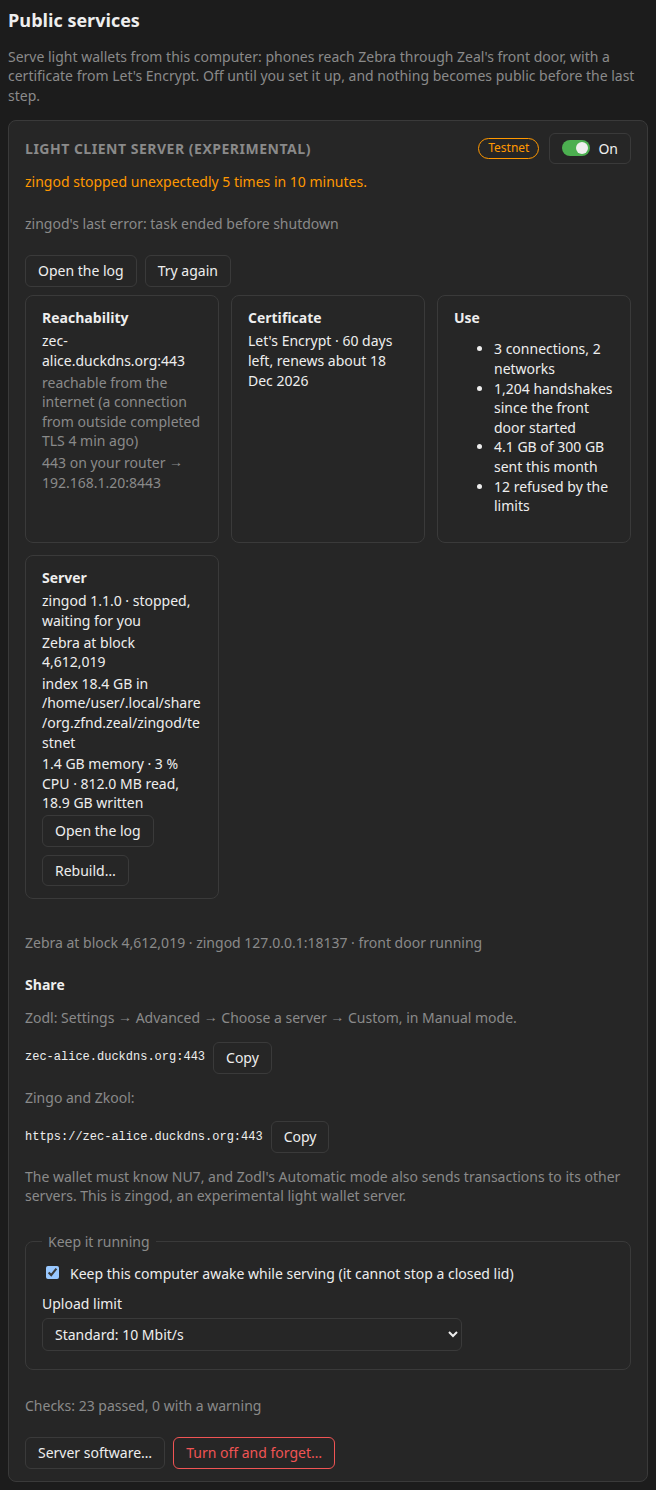 Public services
Serve light wallets from this computer: phones reach Zebra through Zeal's front door, with a
certificate from Let's Encrypt. Off until you set it up, and nothing becomes public before the last
step.
LIGHT CLIENT SERVER (EXPERIMENTAL)
Testnet
On
zingod stopped unexpectedly 5 times in 10 minutes.
zingod's last error: task ended before shutdown
Open the log
Try again
Reachability
zec-
alice.duckdns.org:443
reachable from the
internet (a connection
from outside completed
TLS 4 min ago)
443 on your router →
192.168.1.20:8443
Certificate
Let's Encrypt · 60 days
left, renews about 18
Dec 2026
Use
• 3 connections, 2
networks
• 1,204 handshakes
since the front
door started
• 4.1 GB of 300 GB
sent this month
• 12 refused by the
limits
Server
zingod 1.1.0 · stopped,
waiting for you
Zebra at block
4,612,019
index 18.4 GB in
/home/user/.local/share
/org.zfnd.zeal/zingod/te
stnet
1.4 GB memory · 3 %
CPU · 812.0 MB read,
18.9 GB written
Open the log
Rebuild...
Zebra at block 4,612,019 · zingod 127.0.0.1:18137 · front door running
Share
Zodl: Settings → Advanced → Choose a server → Custom, in Manual mode.
zec-alice.duckdns.org:443
Copy
Zingo and Zkool:
https://zec-alice.duckdns.org:443
Copy
The wallet must know NU7, and Zodl's Automatic mode also sends transactions to its other
servers. This is zingod, an experimental light wallet server.
Keep it running
Keep this computer awake while serving (it cannot stop a closed lid)
Upload limit
Standard: 10 Mbit/s
Checks: 23 passed, 0 with a warning
Server software...
Turn off and forget...